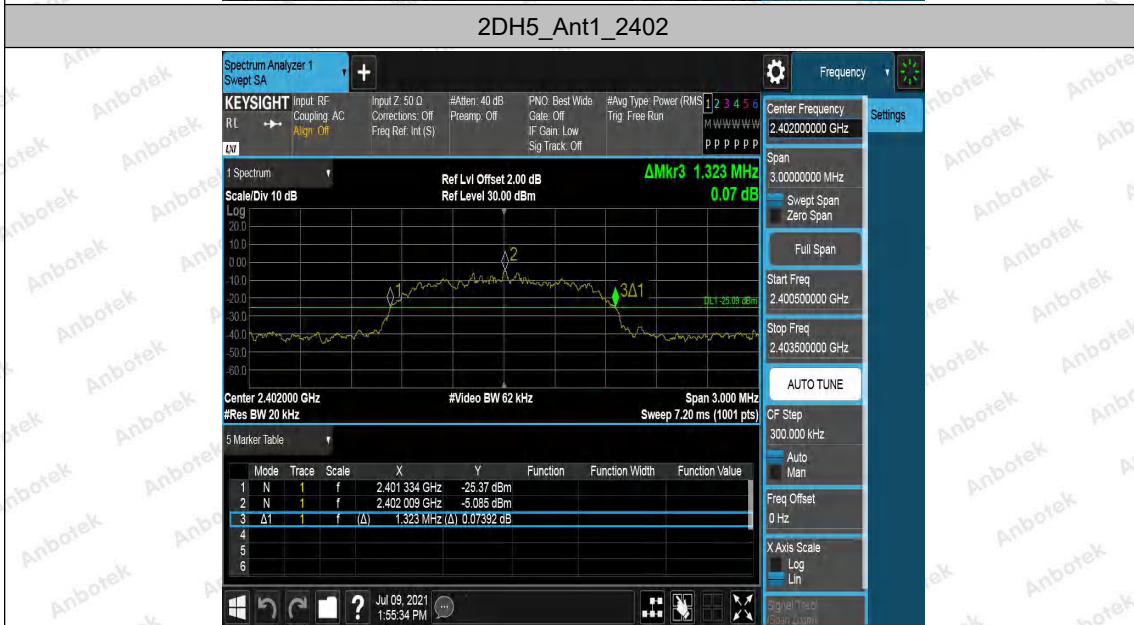 2DH5_Ant1_2402
Spectrum Analyzer 1
Swept SA
+
Frequency
KEYSIGHT
RL
LXI
Input: RF
Coupling: AC
Align: Off
Input Z: 50 Ω
Corrections: Off
Freq Ref: Int (S)
#Atten: 40 dB
Preamp: Off
PNO: Best Wide
Gate: Off
IF Gain: Low
Sig Track: Off
#Avg Type: Power (RMS
Trig: Free Run
1 2 3 4 5 6
M W W W W W
P P P P P P
Center Frequency
2.402000000 GHz
Settings
Span
3.00000000 MHz
Swept Span
Zero Span
Full Span
Start Freq
2.400500000 GHz
Stop Freq
2.403500000 GHz
AUTO TUNE
CF Step
300.000 kHz
Auto
Man
Freq Offset
0 Hz
X Axis Scale
Log
Lin
Signal Track
(Span Zoom)
1 Spectrum
Scale/Div 10 dB
Ref Lvl Offset 2.00 dB
Ref Level 30.00 dBm
ΔMkr3 1.323 MHz
0.07 dB
Log
20.0
10.0
0.00
-10.0
-20.0
-30.0
-40.0
-50.0
-60.0
1
2
3Δ1
DL1 -25.09 dBm
Center 2.402000 GHz
#Video BW 62 kHz
Span 3.000 MHz
#Res BW 20 kHz
Sweep 7.20 ms (1001 pts)
5 Marker Table
Mode Trace Scale X Y Function Function Width Function Value
1 N 1 f 2.401 334 GHz -25.37 dBm
2 N 1 f 2.402 009 GHz -5.085 dBm
3 Δ1 1 f (Δ) 1.323 MHz (Δ) 0.07392 dB
4
5
6
?
Jul 09, 2021
1:55:34 PM
Anbotek